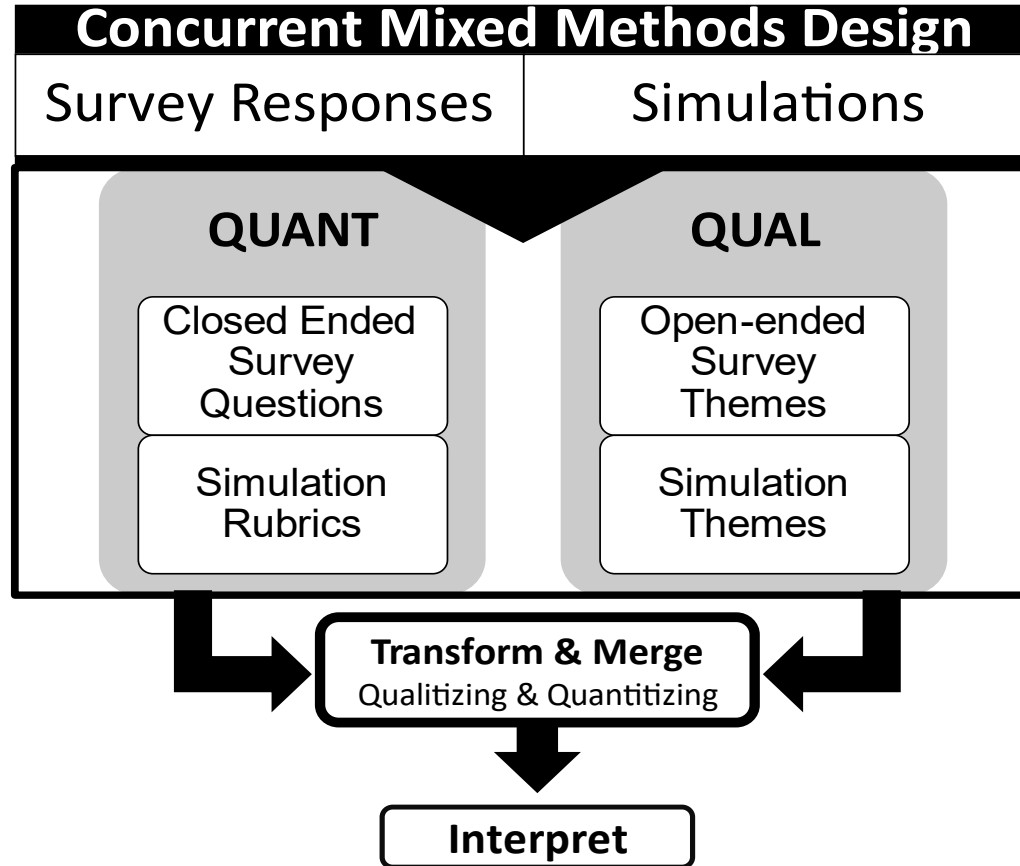 Concurrent Mixed Methods Design
Survey Responses
Simulations
QUANT
Closed Ended
Survey
Questions
Simulation
Rubrics
QUAL
Open-ended
Survey
Themes
Simulation
Themes
Transform & Merge
Qualitizing & Quantitizing
Interpret